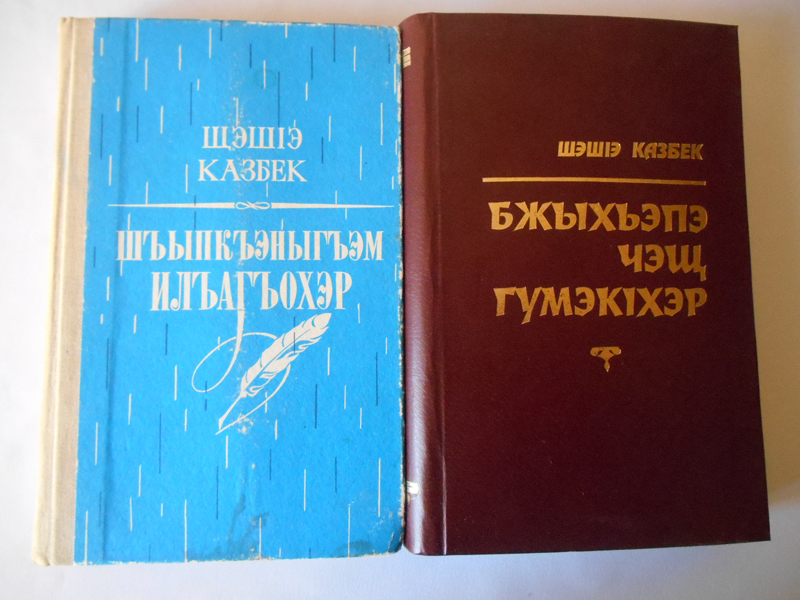 ЩЭШІЭ
КАЗБЕК
ШЪЫПКЪЭНЫГЪЭМ
ИЛЪАГЪОХЭР
ШЭШІЭ КАЗБЕК
БЖЫХЬЭПЭ
ЧЭЩ
ГУМЭКІХЭР